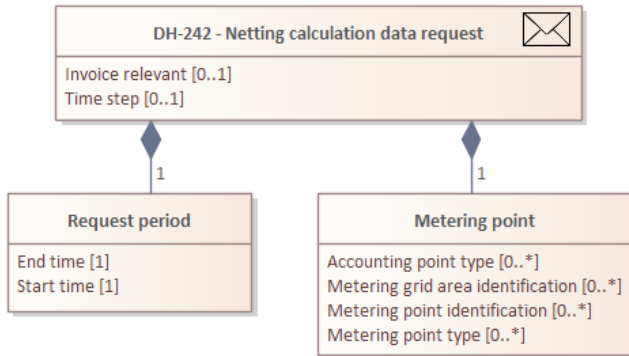 DH-242 - Netting calculation data request
Invoice relevant [0..1]
Time step [0..1]
1
1
Request period
End time [1]
Start time [1]
Metering point
Accounting point type [0..*]
Metering grid area identification [0..*]
Metering point identification [0..*]
Metering point type [0..*]